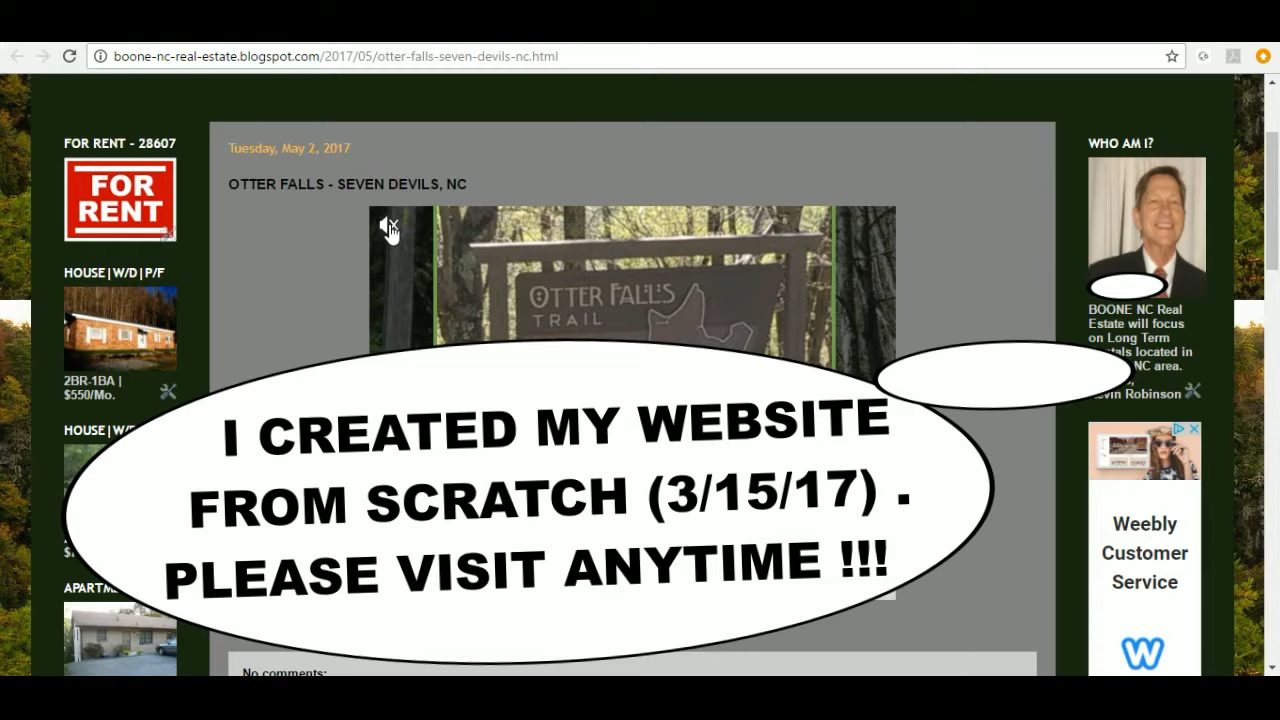 boone-nc-real-estate.blogspot.com/2017/05/otter-falls-seven-devils-nc.html
FOR RENT - 28607
FOR
RENT
HOUSE|W/D|P/F
2BR-1BA |
$550/Mo.
Tuesday, May 2, 2017
OTTER FALLS - SEVEN DEVILS, NC
OTTER FALLS
TRAIL
I CREATED MY WEBSITE
FROM SCRATCH (3/15/17) .
PLEASE VISIT ANYTIME !!!
No comments:
WHO AM I?
BOONE NC Real
Estate will focus
on Long Term
located in
NC area.
Robinson
Weebly
Customer
Service